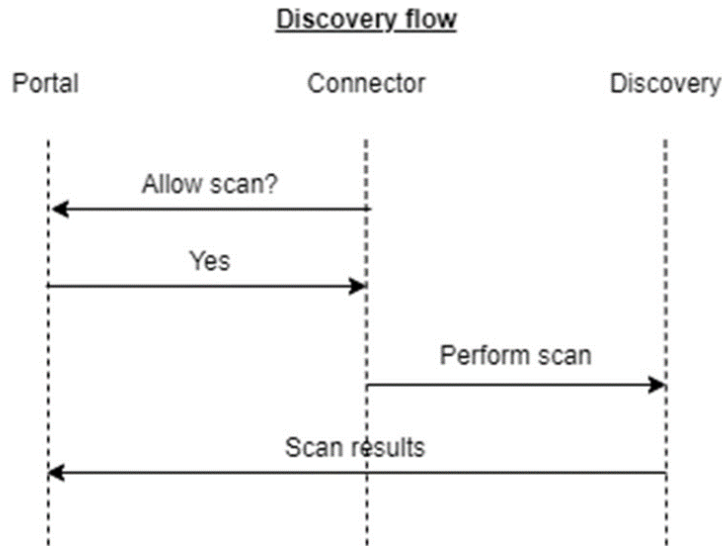 Discovery flow
Portal
Connector
Discovery
Allow scan?
Yes
Perform scan
Scan results